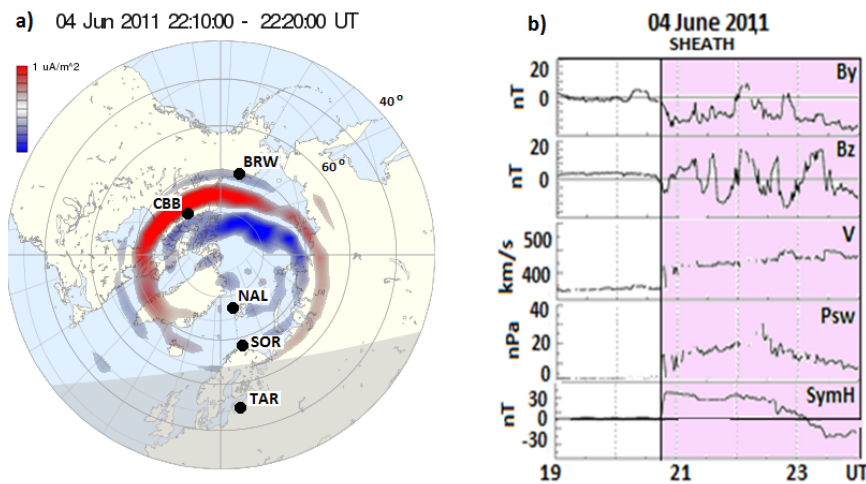 a) 04 Jun 2011 22:10:00 - 22:20:00 UT
1 uA/m^2
40 o
60 o
BRW
CBB
NAL
SOR
TAR
b) 04 June 2011
SHEATH
20
0
nT
By
20
0
nT
Bz
500
400
km/s
V
40
20
0
nPa
Psw
30
0
-30
nT
SymH
19 21 23 UT